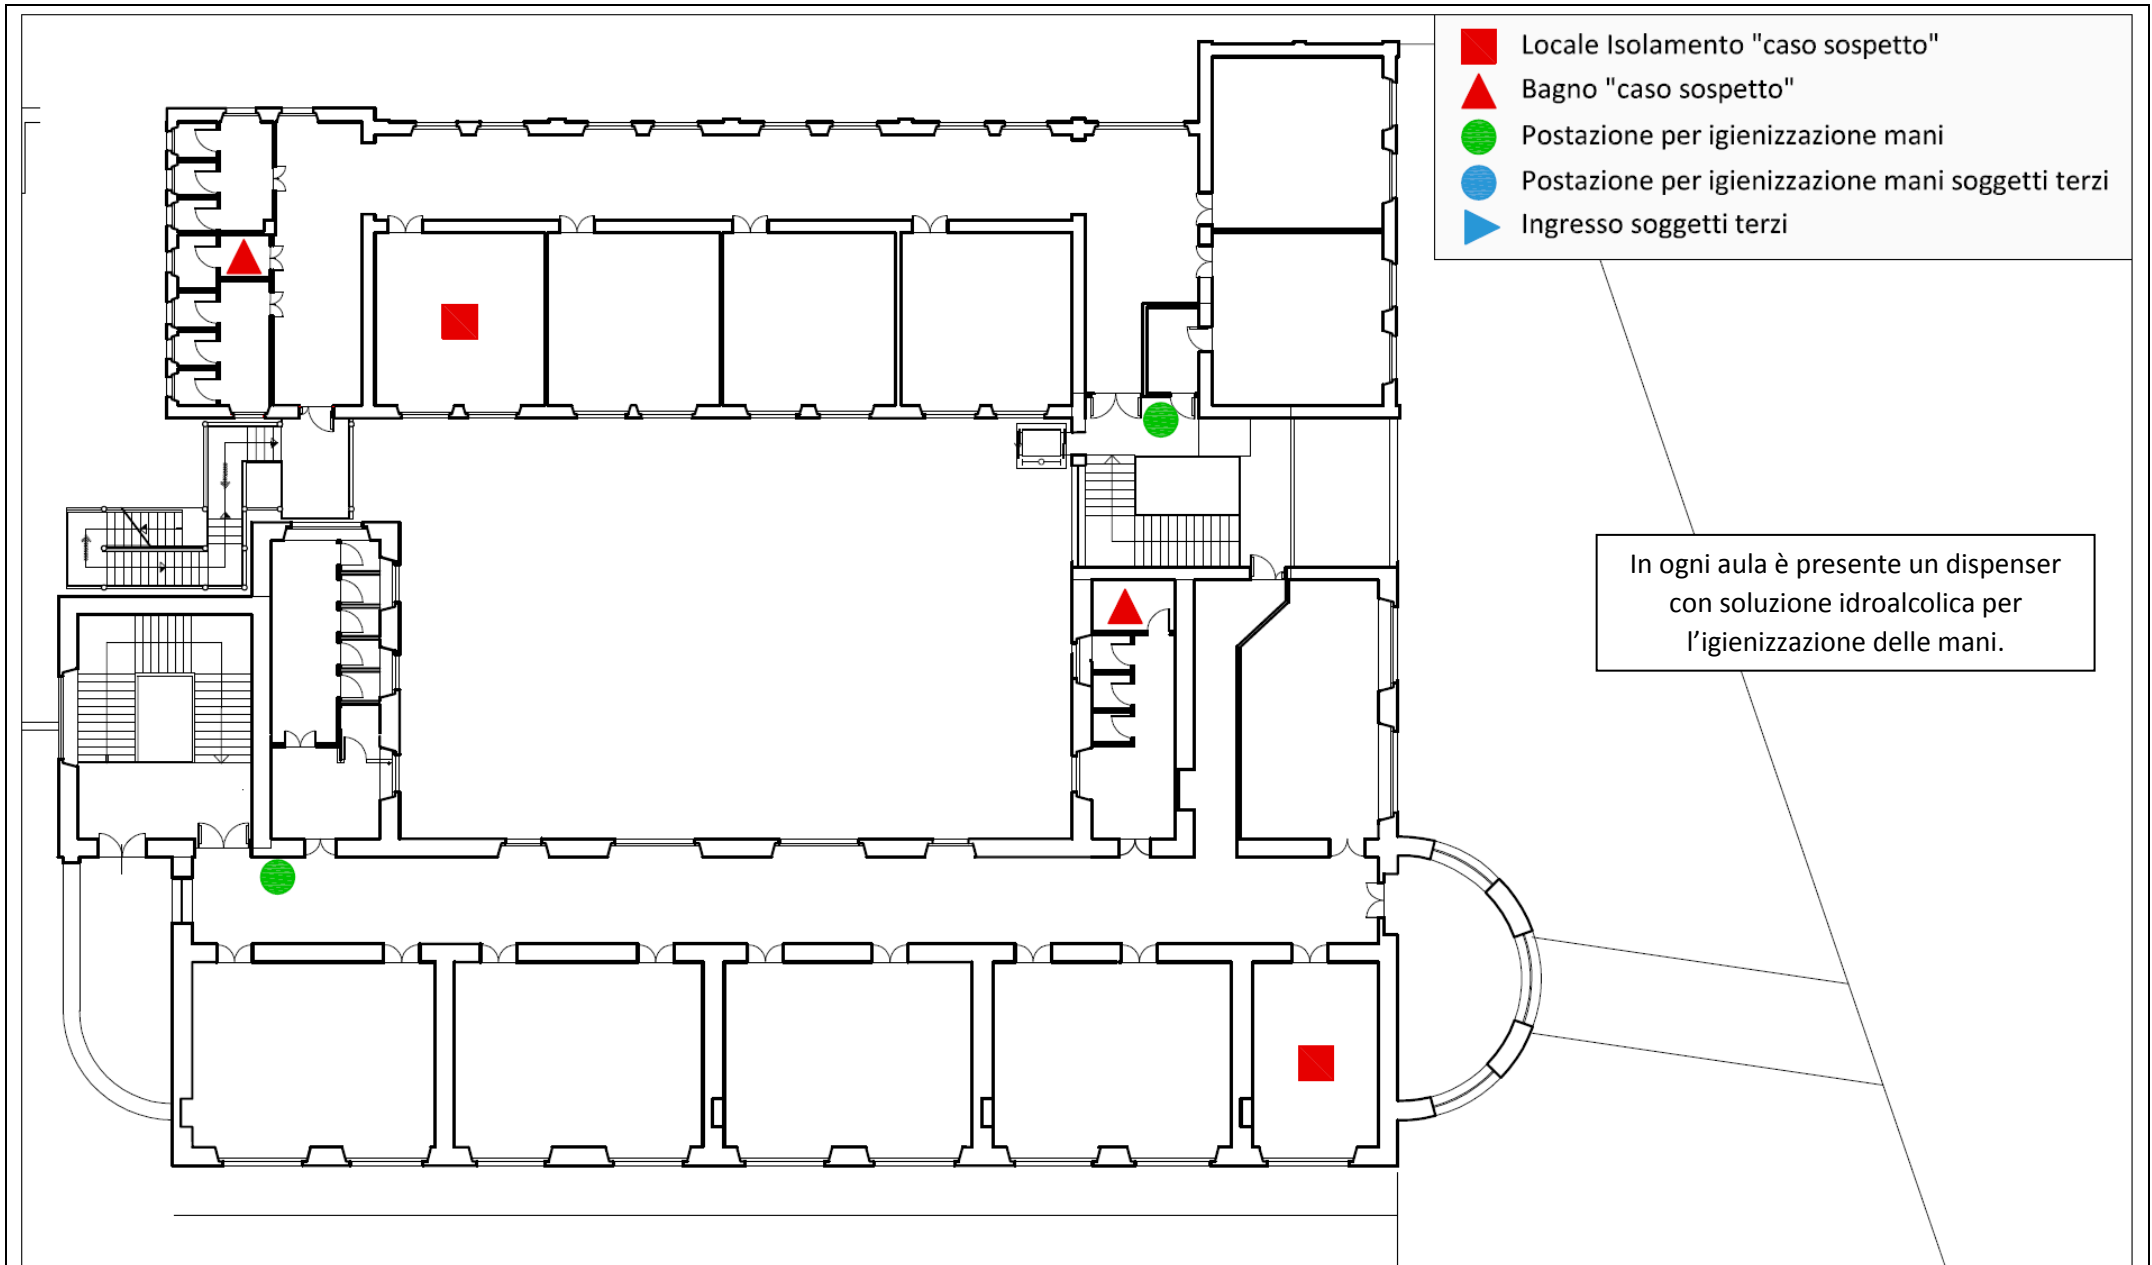 Locale Isolamento "caso sospetto"
Bagno "caso sospetto"
Postazione per igienizzazione mani
Postazione per igienizzazione mani soggetti terzi
Ingresso soggetti terzi
In ogni aula è presente un dispenser
con soluzione idroalcolica per
l’igienizzazione delle mani.